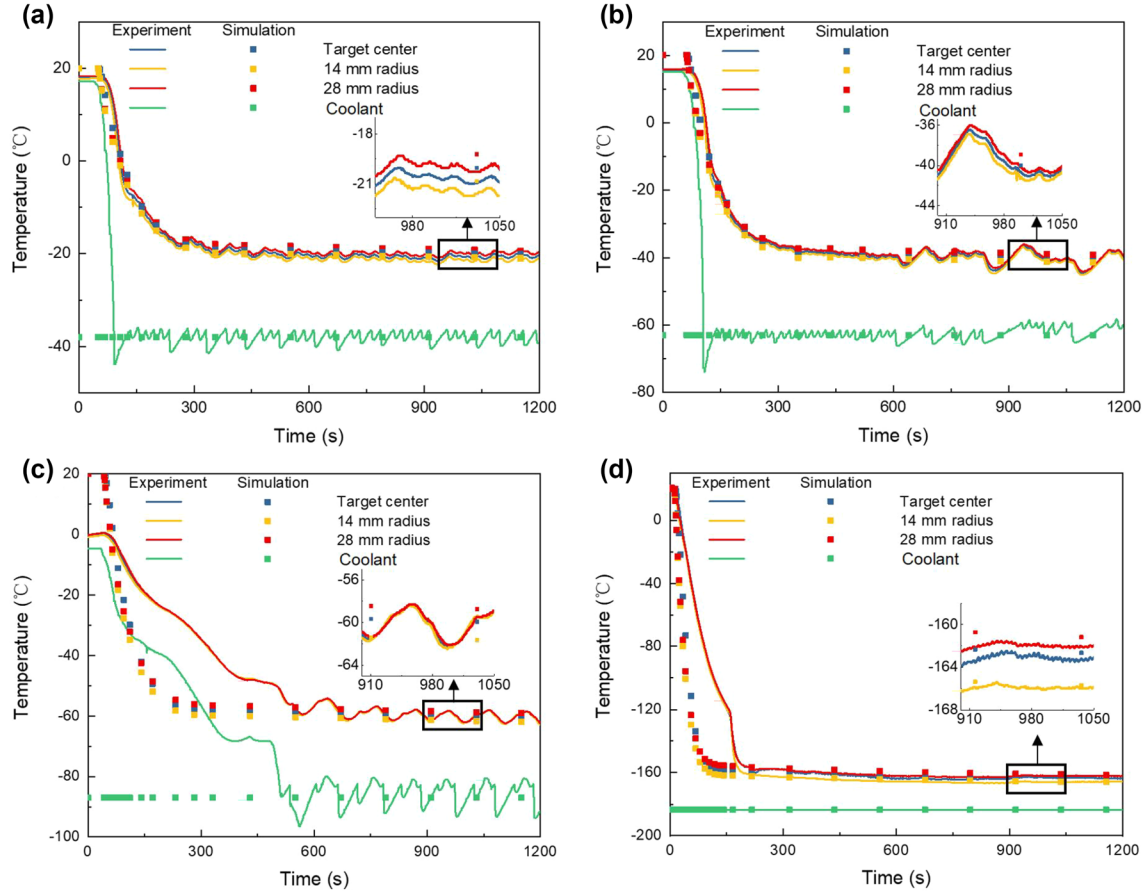 (a)
Experiment Simulation
Target center
14 mm radius
28 mm radius
Coolant
20
0
-20
-40
-18
-21
980 1050
0 300 600 900 1200
Temperature (℃)
Time (s)
(b)
Experiment Simulation
Target center
14 mm radius
28 mm radius
Coolant
20
0
-20
-40
-60
-80
-36
-40
-44
910 980 1050
0 300 600 900 1200
Temperature (℃)
Time (s)
(c)
Experiment Simulation
Target center
14 mm radius
28 mm radius
Coolant
20
0
-20
-40
-60
-80
-100
-56
-60
-64
910 980 1050
0 300 600 900 1200
Temperature (℃)
Time (s)
(d)
Experiment Simulation
Target center
14 mm radius
28 mm radius
Coolant
0
-40
-80
-120
-160
-200
-160
-164
-168
910 980 1050
0 300 600 900 1200
Temperature (℃)
Time (s)